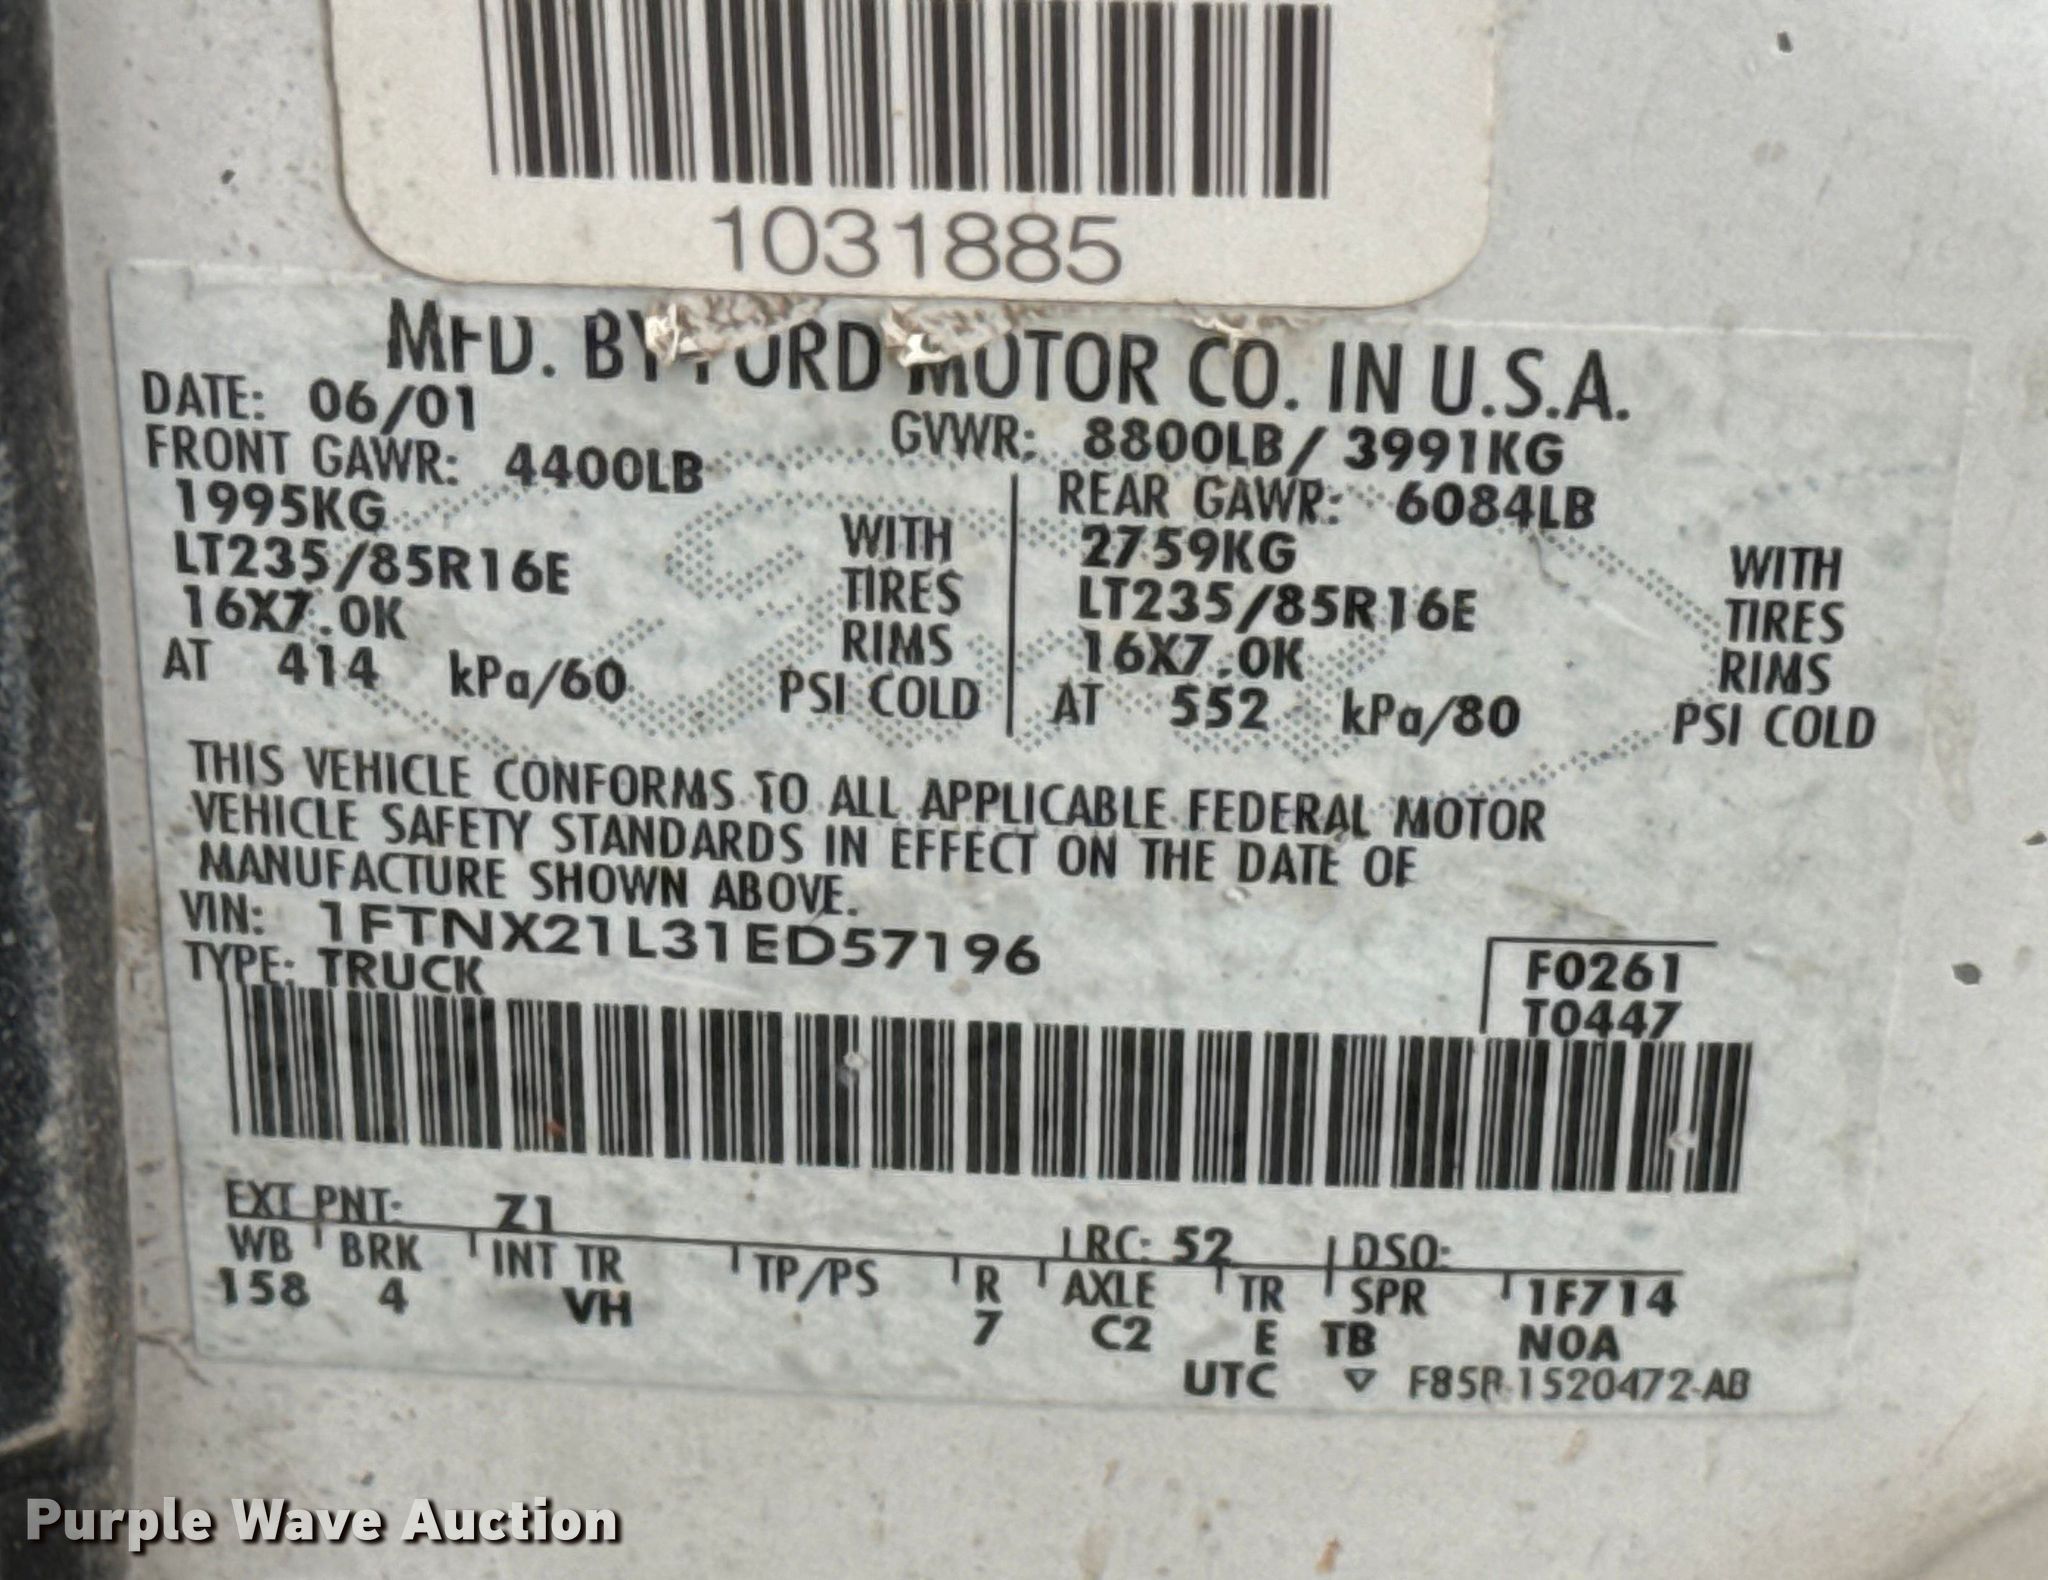 1031885
MFD. BY FORD MOTOR CO. IN U.S.A.
DATE: 06/01 GVWR: 8800LB/ 3991KG
FRONT GAWR: 4400LB REAR GAWR: 6084LB
1995KG WITH 2759KG WITH
LT235/85R16E TIRES LT235/85R16E TIRES
16X7.0K RIMS 16X7.0K RIMS
AT 414 kPa/60 PSI COLD AT 552 kPa/80 PSI COLD
THIS VEHICLE CONFORMS TO ALL APPLICABLE FEDERAL MOTOR
VEHICLE SAFETY STANDARDS IN EFFECT ON THE DATE OF
MANUFACTURE SHOWN ABOVE.
VIN: 1FTNX21L31ED57196 F0261
TYPE: TRUCK T0447
EXT PNT: Z1 RC: 52 DSO:
WB BRK INT TR TP/PS R AXLE TR SPR 1F714
158 4 VH 7 C2 E TB N0A
UTC ▽ F85B-1520472-AB
Purple Wave Auction